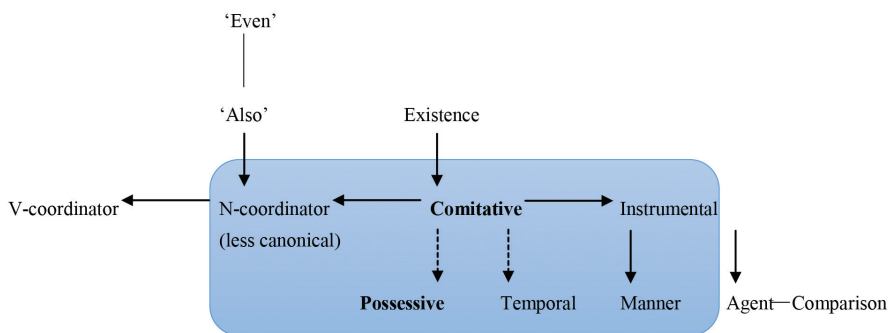 ‘Even’
‘Also’ Existence
V-coordinator N-coordinator Comitative Instrumental
(less canonical)
Possessive Temporal Manner Agent—Comparison